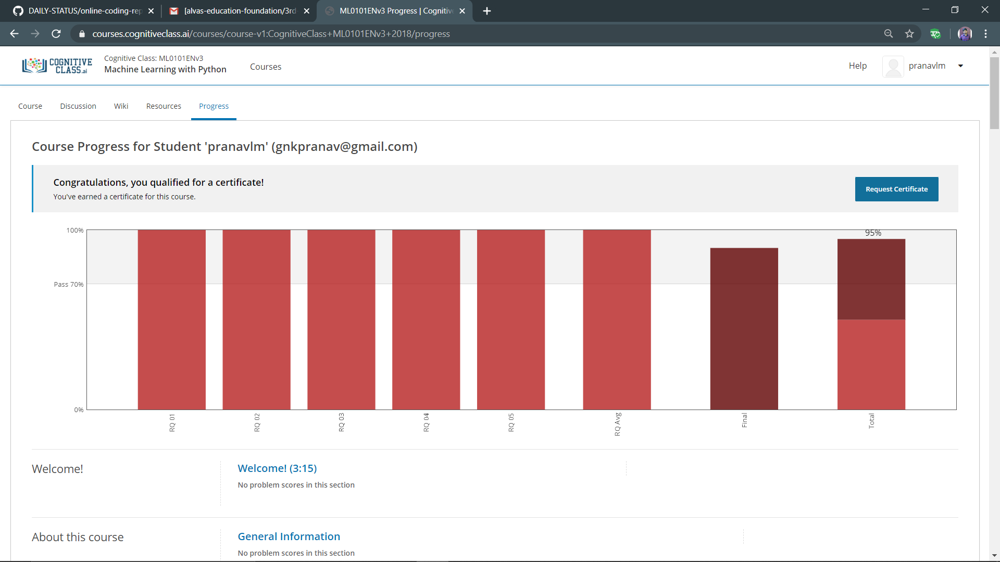 DAILY-STATUS/online-coding-rep
[alvas-education-foundation/3rd
ML0101ENv3 Progress | Cognitiv
courses.cognitiveclass.ai/courses/course-v1:CognitiveClass+ML0101ENv3+2018/progress
COGNITIVE
CLASS.ai
Cognitive Class: ML0101ENv3
Machine Learning with Python
Courses
Help
pranavlm
Course
Discussion
Wiki
Resources
Progress
Course Progress for Student 'pranavlm' (gnkpranav@gmail.com)
Congratulations, you qualified for a certificate!
You've earned a certificate for this course.
Request Certificate
100%
95%
Pass 70%
0%
RQ 01
RQ 02
RQ 03
RQ 04
RQ 05
RQ Avg
Final
Total
Welcome!
Welcome! (3:15)
No problem scores in this section
About this course
General Information
No problem scores in this section